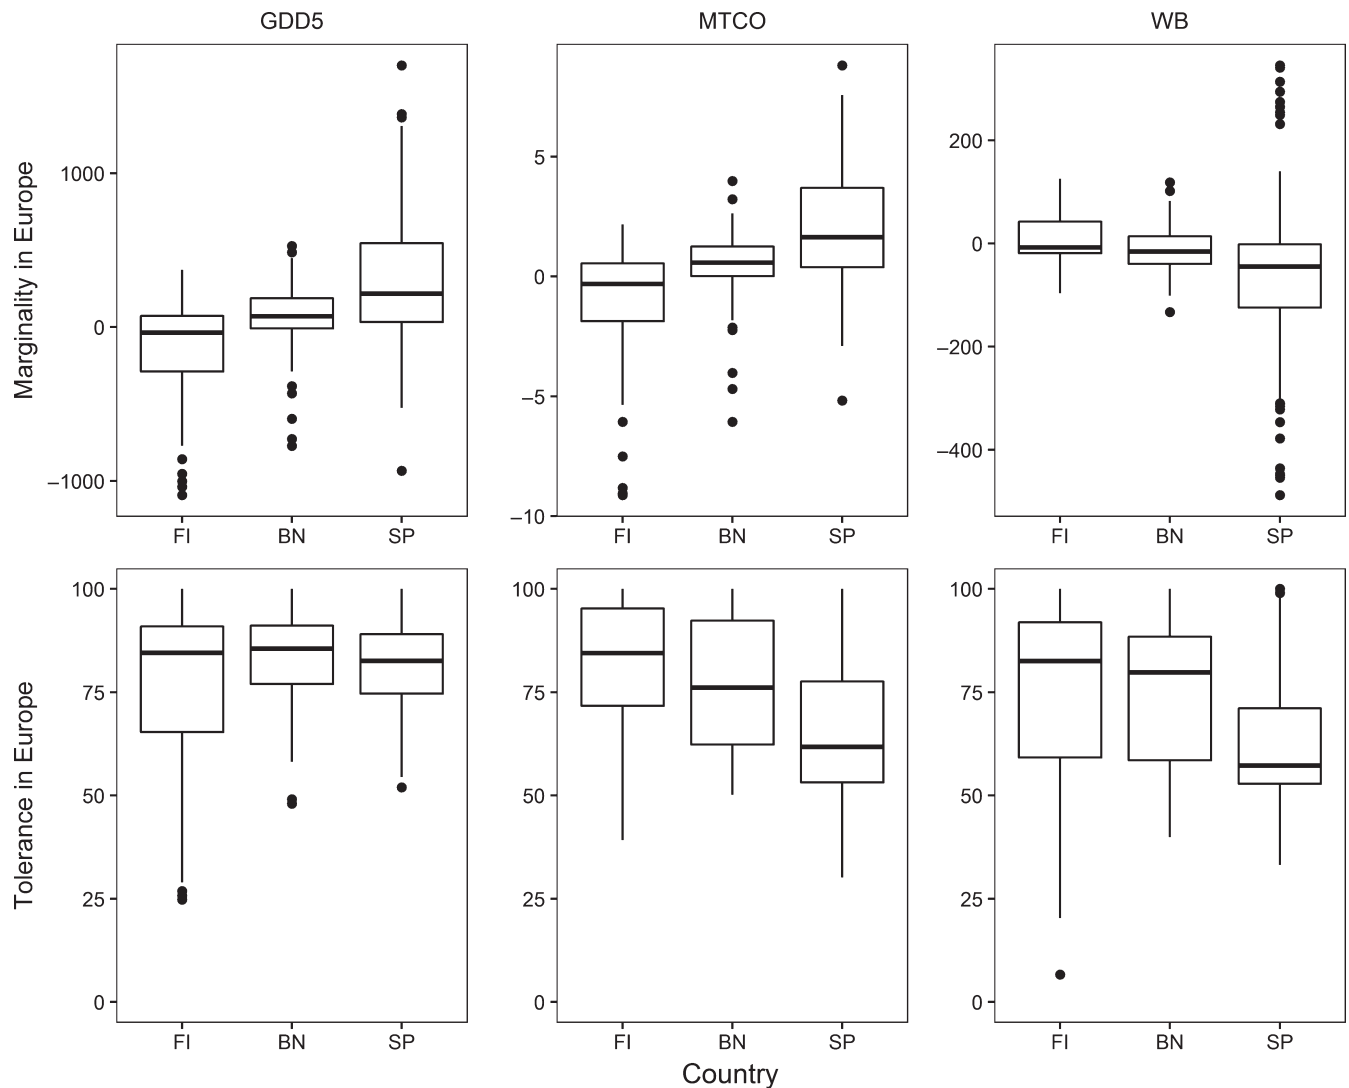 GDD5 MTCO WB
Marginality in Europe
1000
0
–1000
FI BN SP
5
0
–5
–10
FI BN SP
200
0
–200
–400
FI BN SP
Tolerance in Europe
100
75
50
25
0
FI BN SP
100
75
50
25
0
FI BN SP
100
75
50
25
0
FI BN SP
Country